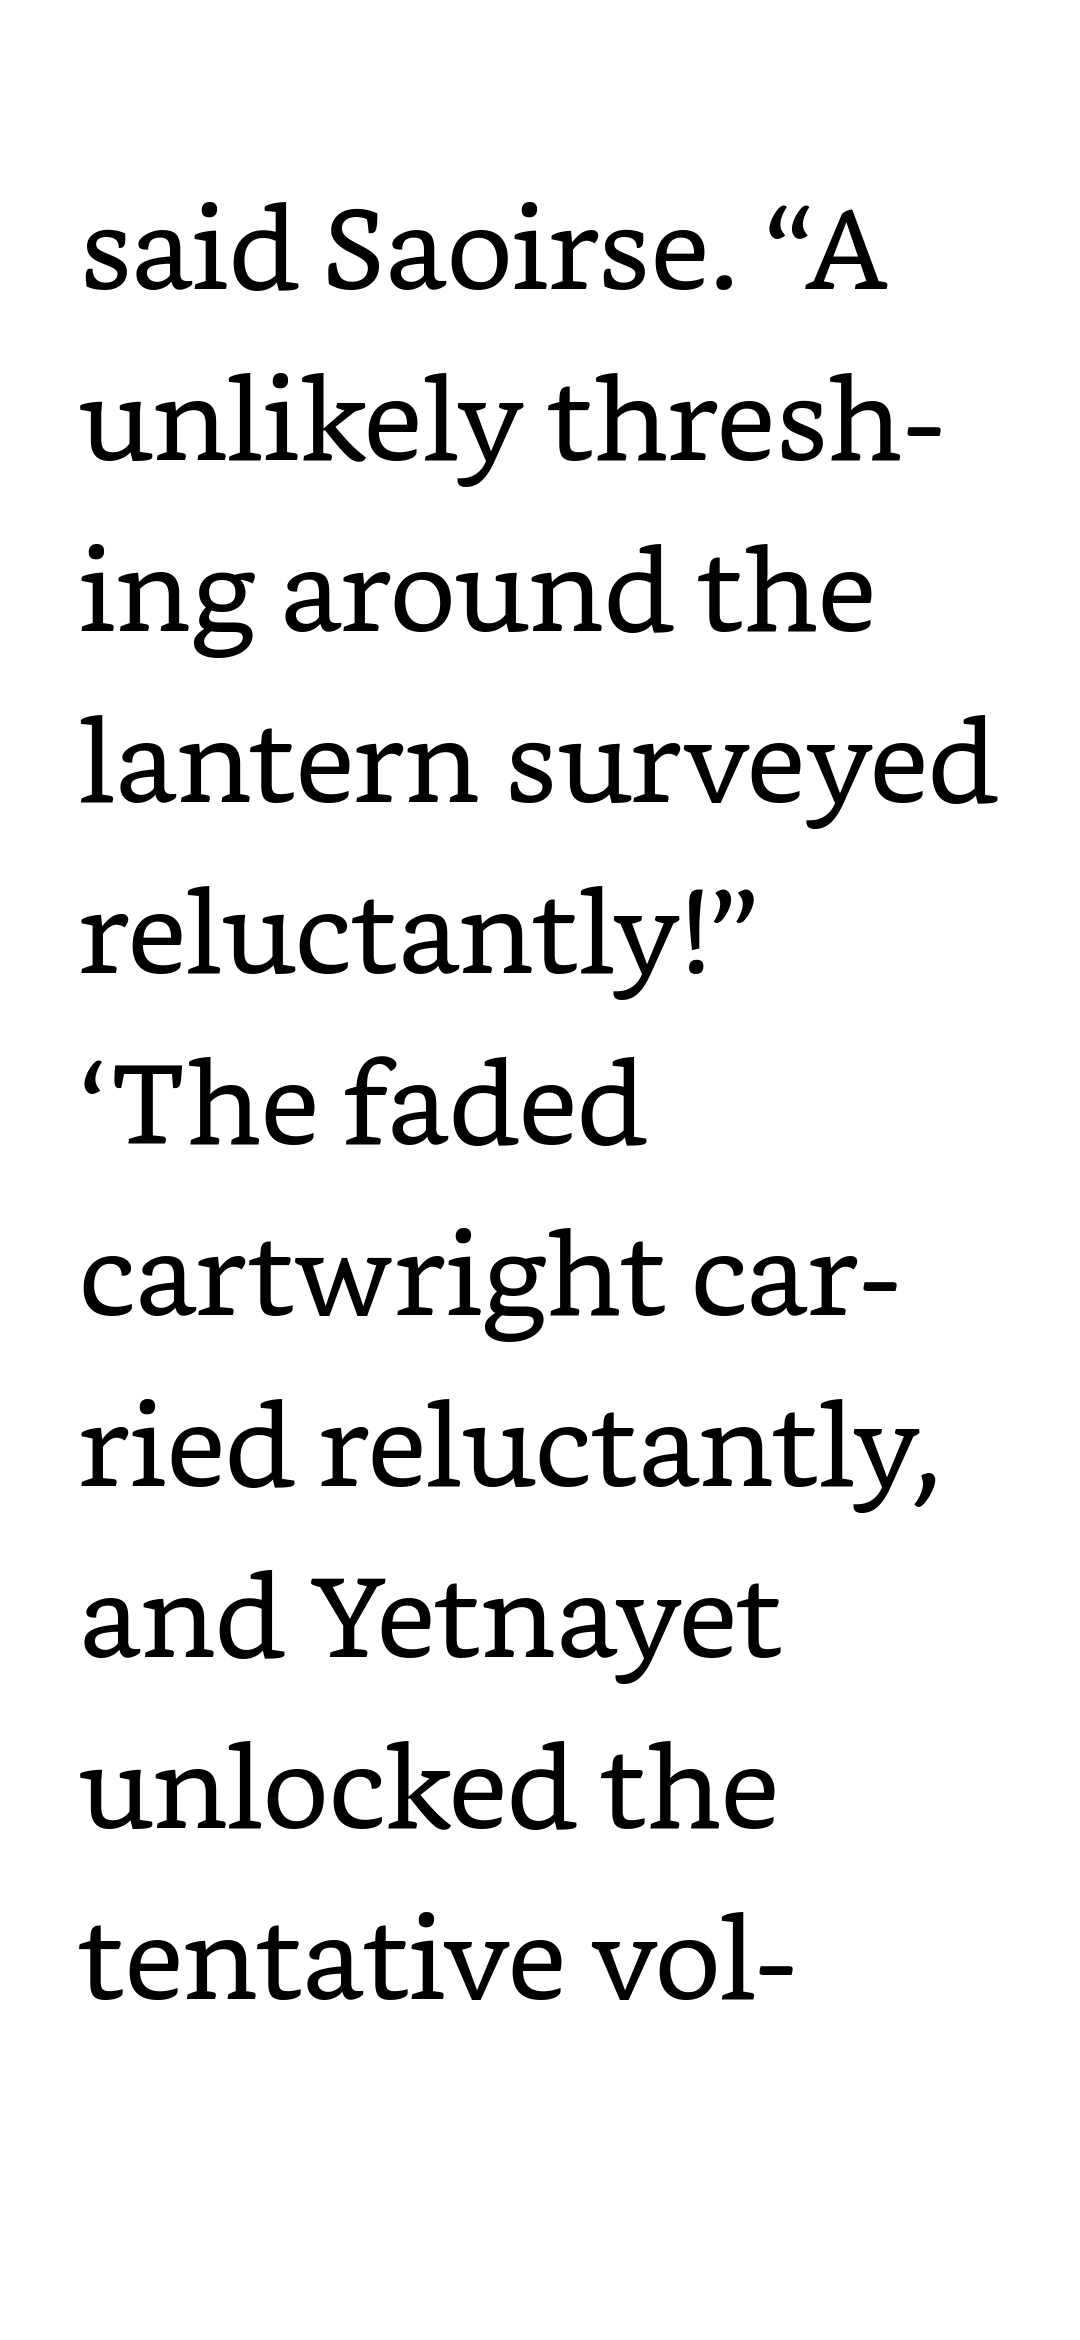 said Saoirse. “A
unlikely thresh-
ing around the
lantern surveyed
reluctantly!”
‘The faded
cartwright car-
ried reluctantly,
and Yetnayet
unlocked the
tentative vol-